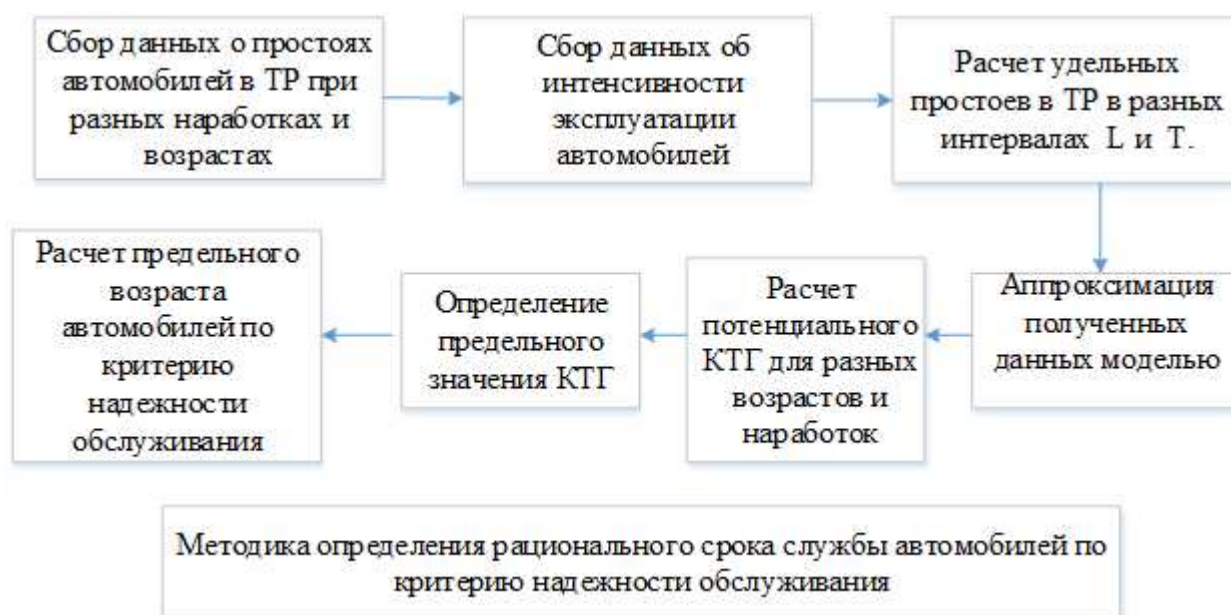 Сбор данных о простоях
автомобилей в ТР при
разных наработках и
возрастах
Сбор данных об
интенсивности
эксплуатации
автомобилей
Расчет удельных
простоев в ТР в разных
интервалах L и T.
Аппроксимация
полученных
данных моделью
Расчет
потенциального
КТГ для разных
возрастов и
наработок
Определение
предельного
значения КТГ
Расчет предельного
возраста
автомобилей по
критерию
надежности
обслуживания
Методика определения рационального срока службы автомобилей по
критерию надежности обслуживания